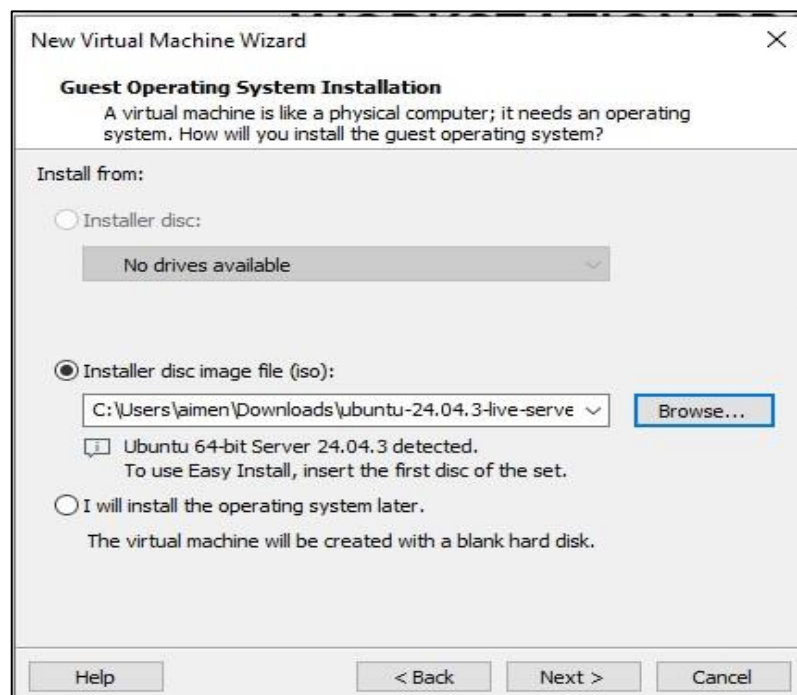 New Virtual Machine Wizard
Guest Operating System Installation
A virtual machine is like a physical computer; it needs an operating
system. How will you install the guest operating system?
Install from:
Installer disc:
No drives available
Installer disc image file (iso):
C:\Users\aimen\Downloads\ubuntu-24.04.3-live-serve
Browse...
Ubuntu 64-bit Server 24.04.3 detected.
To use Easy Install, insert the first disc of the set.
I will install the operating system later.
The virtual machine will be created with a blank hard disk.
Help
< Back
Next >
Cancel